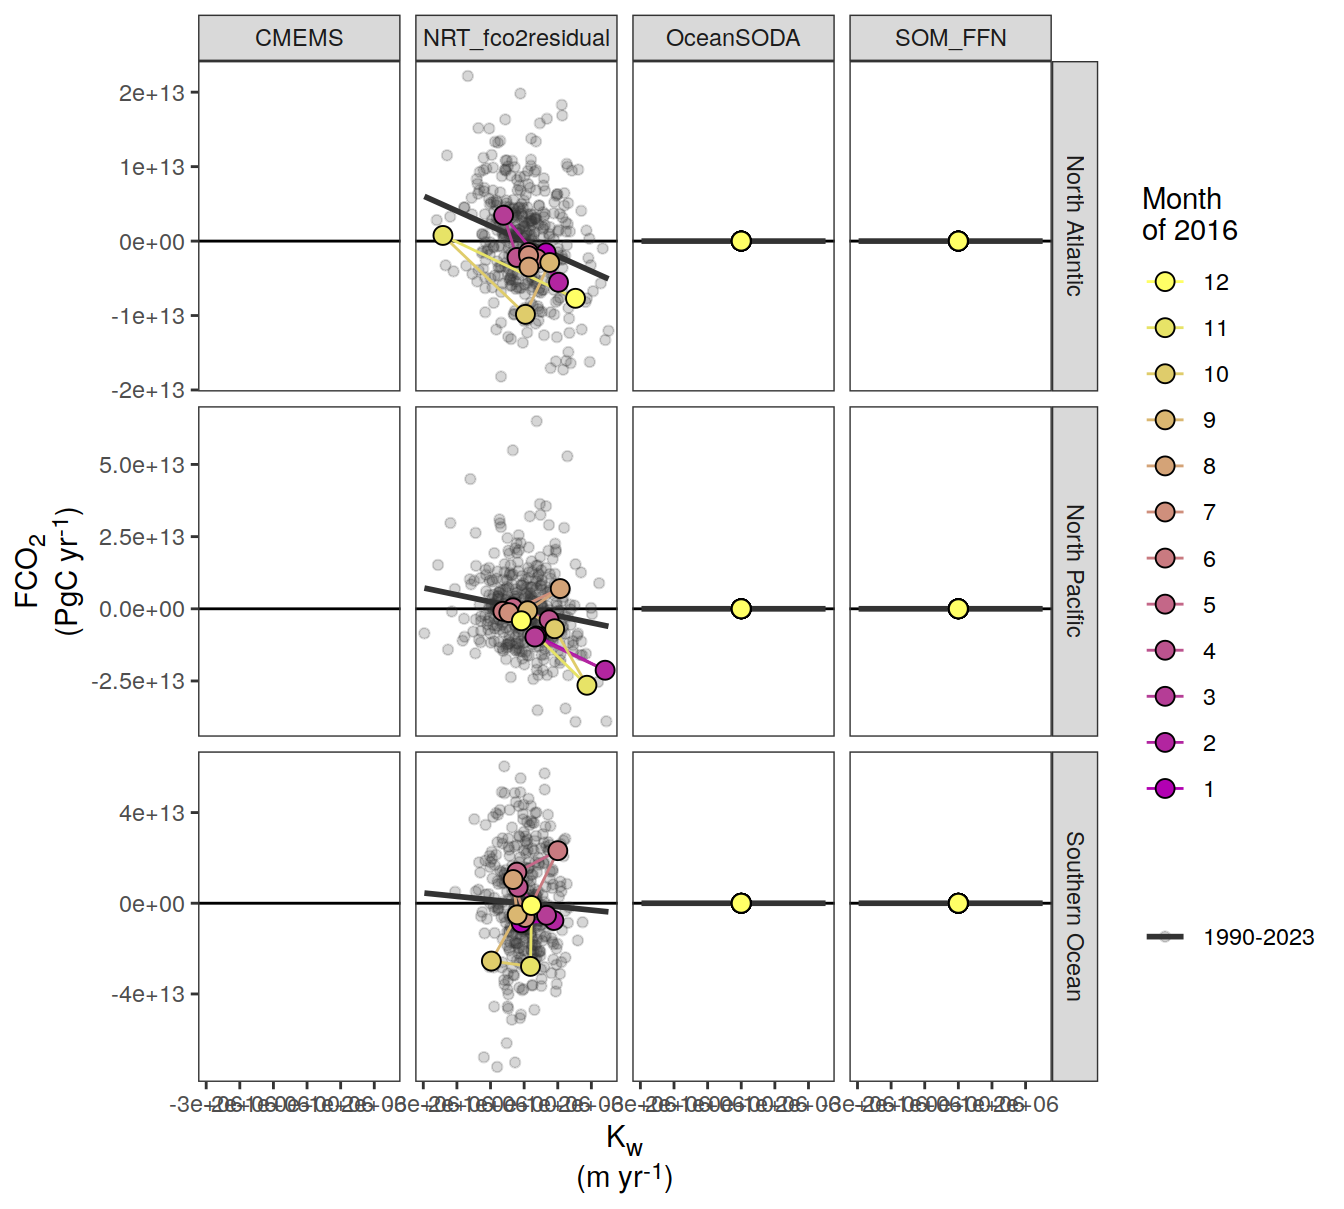 CMEMS
NRT_fco2residual
OceanSODA
SOM_FFN
2e+13
1e+13
0e+00
-1e+13
-2e+13
North Atlantic
5.0e+13
2.5e+13
0.0e+00
-2.5e+13
North Pacific
4e+13
0e+00
-4e+13
Southern Ocean
FCO2
(PgC yr-1)
Kw
(m yr-1)
Month
of 2016
12
11
10
9
8
7
6
5
4
3
2
1
1990-2023